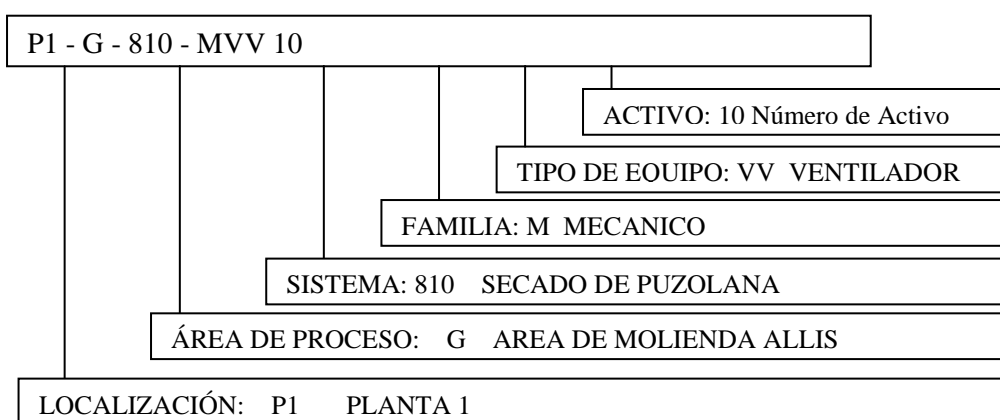 P1 - G - 810 - MVV 10
ACTIVO: 10 Número de Activo
TIPO DE EQUIPO: VV VENTILADOR
FAMILIA: M MECANICO
SISTEMA: 810 SECADO DE PUZOLANA
ÁREA DE PROCESO: G AREA DE MOLIENDA ALLIS
LOCALIZACIÓN: P1 PLANTA 1